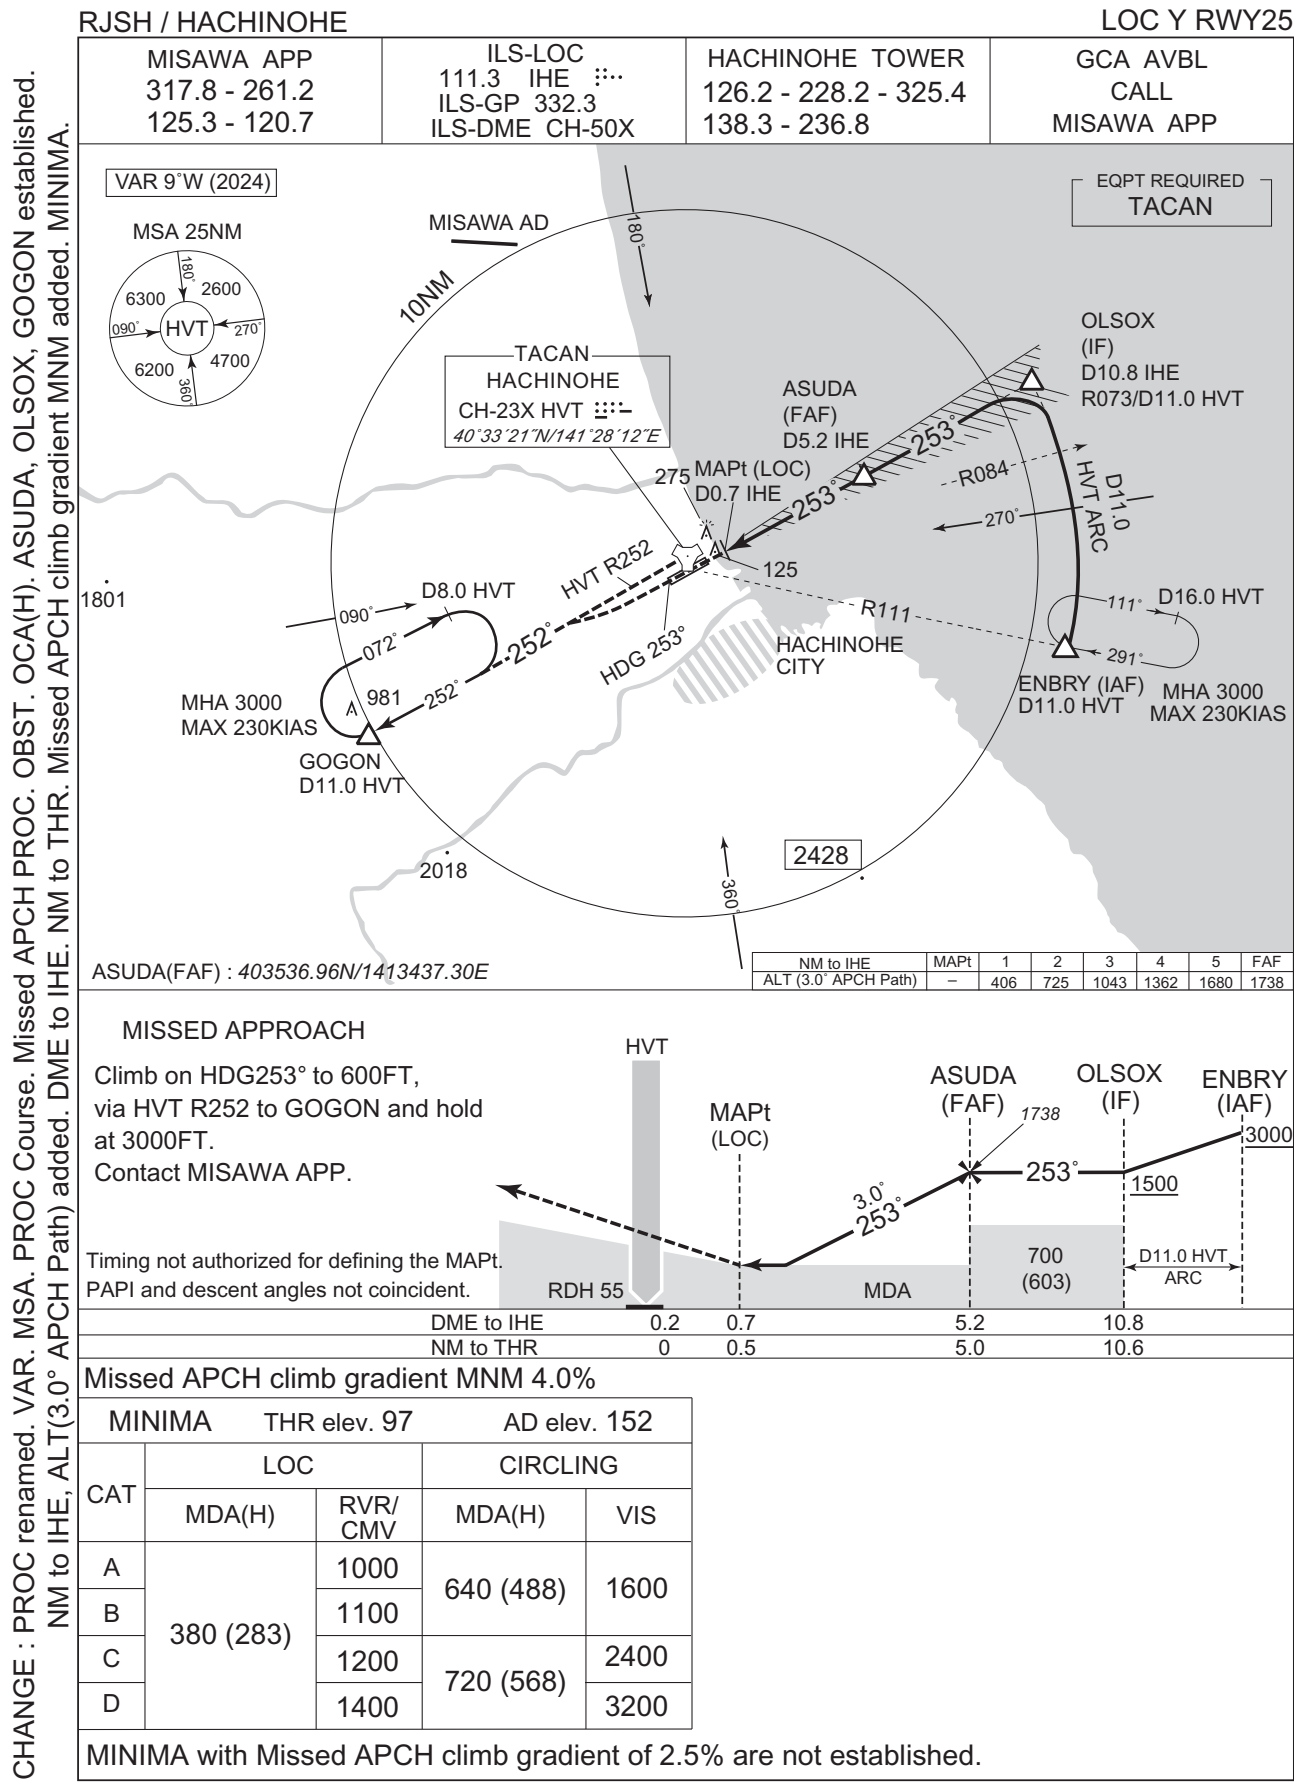 RJSH / HACHINOHE
LOC Y RWY25
MISAWA APP
317.8 - 261.2
125.3 - 120.7
ILS-LOC
111.3 IHE
ILS-GP 332.3
ILS-DME CH-50X
HACHINOHE TOWER
126.2 - 228.2 - 325.4
138.3 - 236.8
GCA AVBL
CALL
MISAWA APP
CHANGE : PROC renamed. VAR. MSA. PROC Course. Missed APCH PROC. OBST. OCA(H). ASUDA, OLSOX, GOGON established.
NM to IHE, ALT(3.0° APCH Path) added. DME to IHE. NM to THR. Missed APCH climb gradient MNM added. MINIMA.
VAR 9°W (2024)
MSA 25NM
180°
6300
2600
090°
HVT
270°
6200
4700
360°
MISAWA AD
10NM
180°
EQPT REQUIRED
TACAN
TACAN
HACHINOHE
CH-23X HVT
40°33´21˝N/141°28´12˝E
OLSOX
(IF)
D10.8 IHE
R073/D11.0 HVT
ASUDA
(FAF)
D5.2 IHE
253°
275
MAPt (LOC)
D0.7 IHE
253°
R084
D11.0
HVT ARC
270°
HVT R252
125
1801
D8.0 HVT
090°
072°
252°
HDG 253°
R111
111°
D16.0 HVT
HACHINOHE
CITY
291°
MHA 3000
MAX 230KIAS
981
252°
ENBRY (IAF)
D11.0 HVT
MHA 3000
MAX 230KIAS
GOGON
D11.0 HVT
2428
2018
360°
ASUDA(FAF) : 403536.96N/1413437.30E
NM to IHE MAPt 1 2 3 4 5 FAF
ALT (3.0° APCH Path) – 406 725 1043 1362 1680 1738
MISSED APPROACH
Climb on HDG253° to 600FT,
via HVT R252 to GOGON and hold
at 3000FT.
Contact MISAWA APP.
HVT
MAPt
(LOC)
ASUDA
(FAF)
1738
OLSOX
(IF)
ENBRY
(IAF)
3000
253°
1500
3.0°
253°
Timing not authorized for defining the MAPt.
PAPI and descent angles not coincident.
RDH 55
MDA
700
(603)
D11.0 HVT
ARC
DME to IHE 0.2 0.7 5.2 10.8
NM to THR 0 0.5 5.0 10.6
Missed APCH climb gradient MNM 4.0%
MINIMA THR elev. 97 AD elev. 152
CAT
LOC
CIRCLING
MDA(H)
RVR/
CMV
MDA(H)
VIS
A
1000
B
1100
C
1200
D
1400
380 (283)
640 (488)
1600
720 (568)
2400
3200
MINIMA with Missed APCH climb gradient of 2.5% are not established.